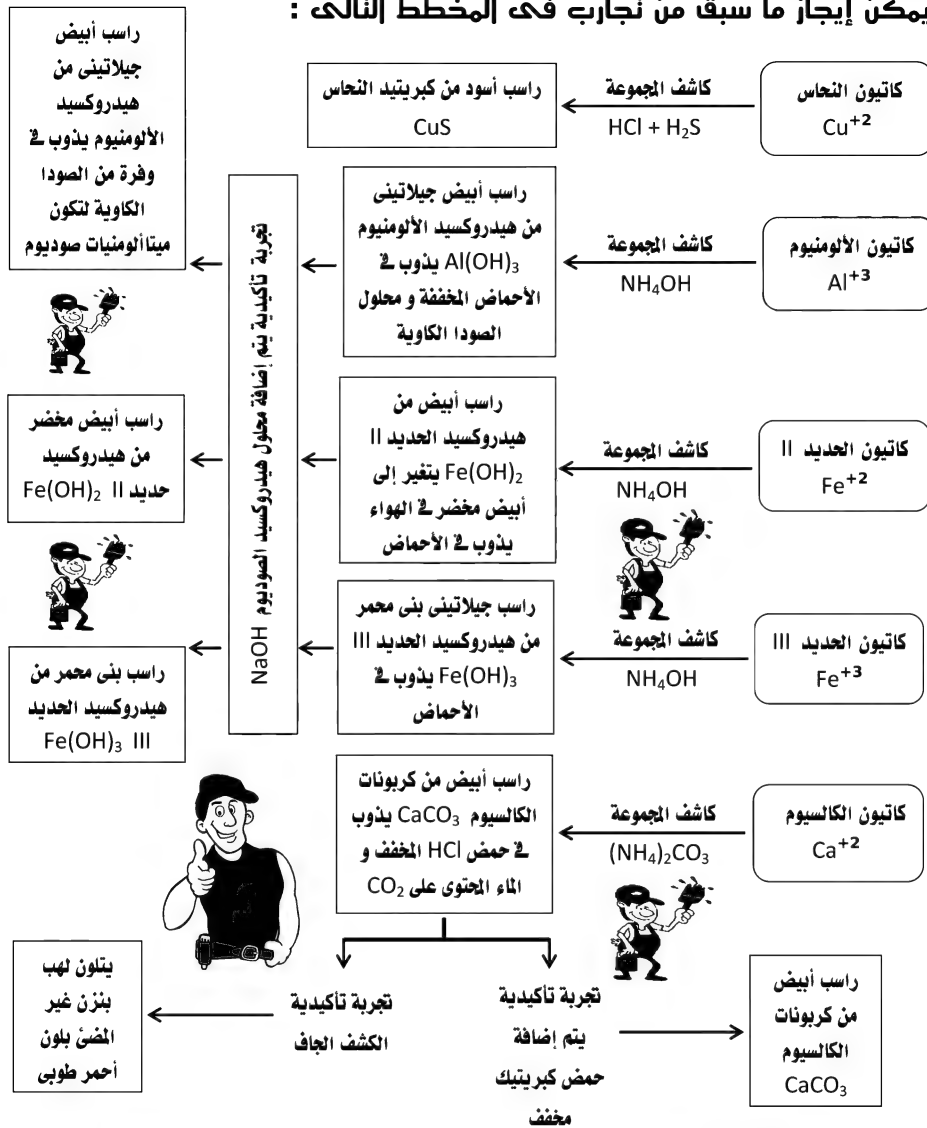 يمكن إيجاز ما سبق من تجارب فى المخطط التالى :
كاتيون النحاس
Cu+2
كاشف المجموعة
HCl + H2S
راسب أسود من كبريتيد النحاس
CuS
كاتيون الألومنيوم
Al+3
كاشف المجموعة
NH4OH
راسب أبيض جيلاتينى
من هيدروكسيد الألومنيوم
Al(OH)3 يذوب فى
الأحماض المخففة و محلول
الصودا الكاوية
راسب أبيض
جيلاتينى من
هيدروكسيد
الألومنيوم يذوب فى
وفرة من الصودا
الكاوية لتكون
ميتاألومنيات صوديوم
تجربة تأكيدية يتم إضافة محلول هيدروكسيد الصوديوم NaOH
كاتيون الحديد II
Fe+2
كاشف المجموعة
NH4OH
راسب أبيض من
هيدروكسيد الحديد II
Fe(OH)2 يتغير إلى
أبيض مخضر فى الهواء
يذوب فى الأحماض
راسب أبيض مخضر
من هيدروكسيد
حديد II Fe(OH)2
كاتيون الحديد III
Fe+3
كاشف المجموعة
NH4OH
راسب جيلاتينى بنى محمر
من هيدروكسيد الحديد III
Fe(OH)3 يذوب فى
الأحماض
راسب بنى محمر من
هيدروكسيد الحديد
Fe(OH)3 III
كاتيون الكالسيوم
Ca+2
كاشف المجموعة
(NH4)2CO3
راسب أبيض من كربونات
الكالسيوم CaCO3 يذوب
فى حمض HCl المخفف و
الماء المحتوى على CO2
تجربة تأكيدية
يتم إضافة
حمض كبريتيك
مخفف
راسب أبيض
من كربونات
الكالسيوم
CaCO3
تجربة تأكيدية
الكشف الجاف
يتلون لهب
بنزن غير
المضئ بلون
أحمر طوبى